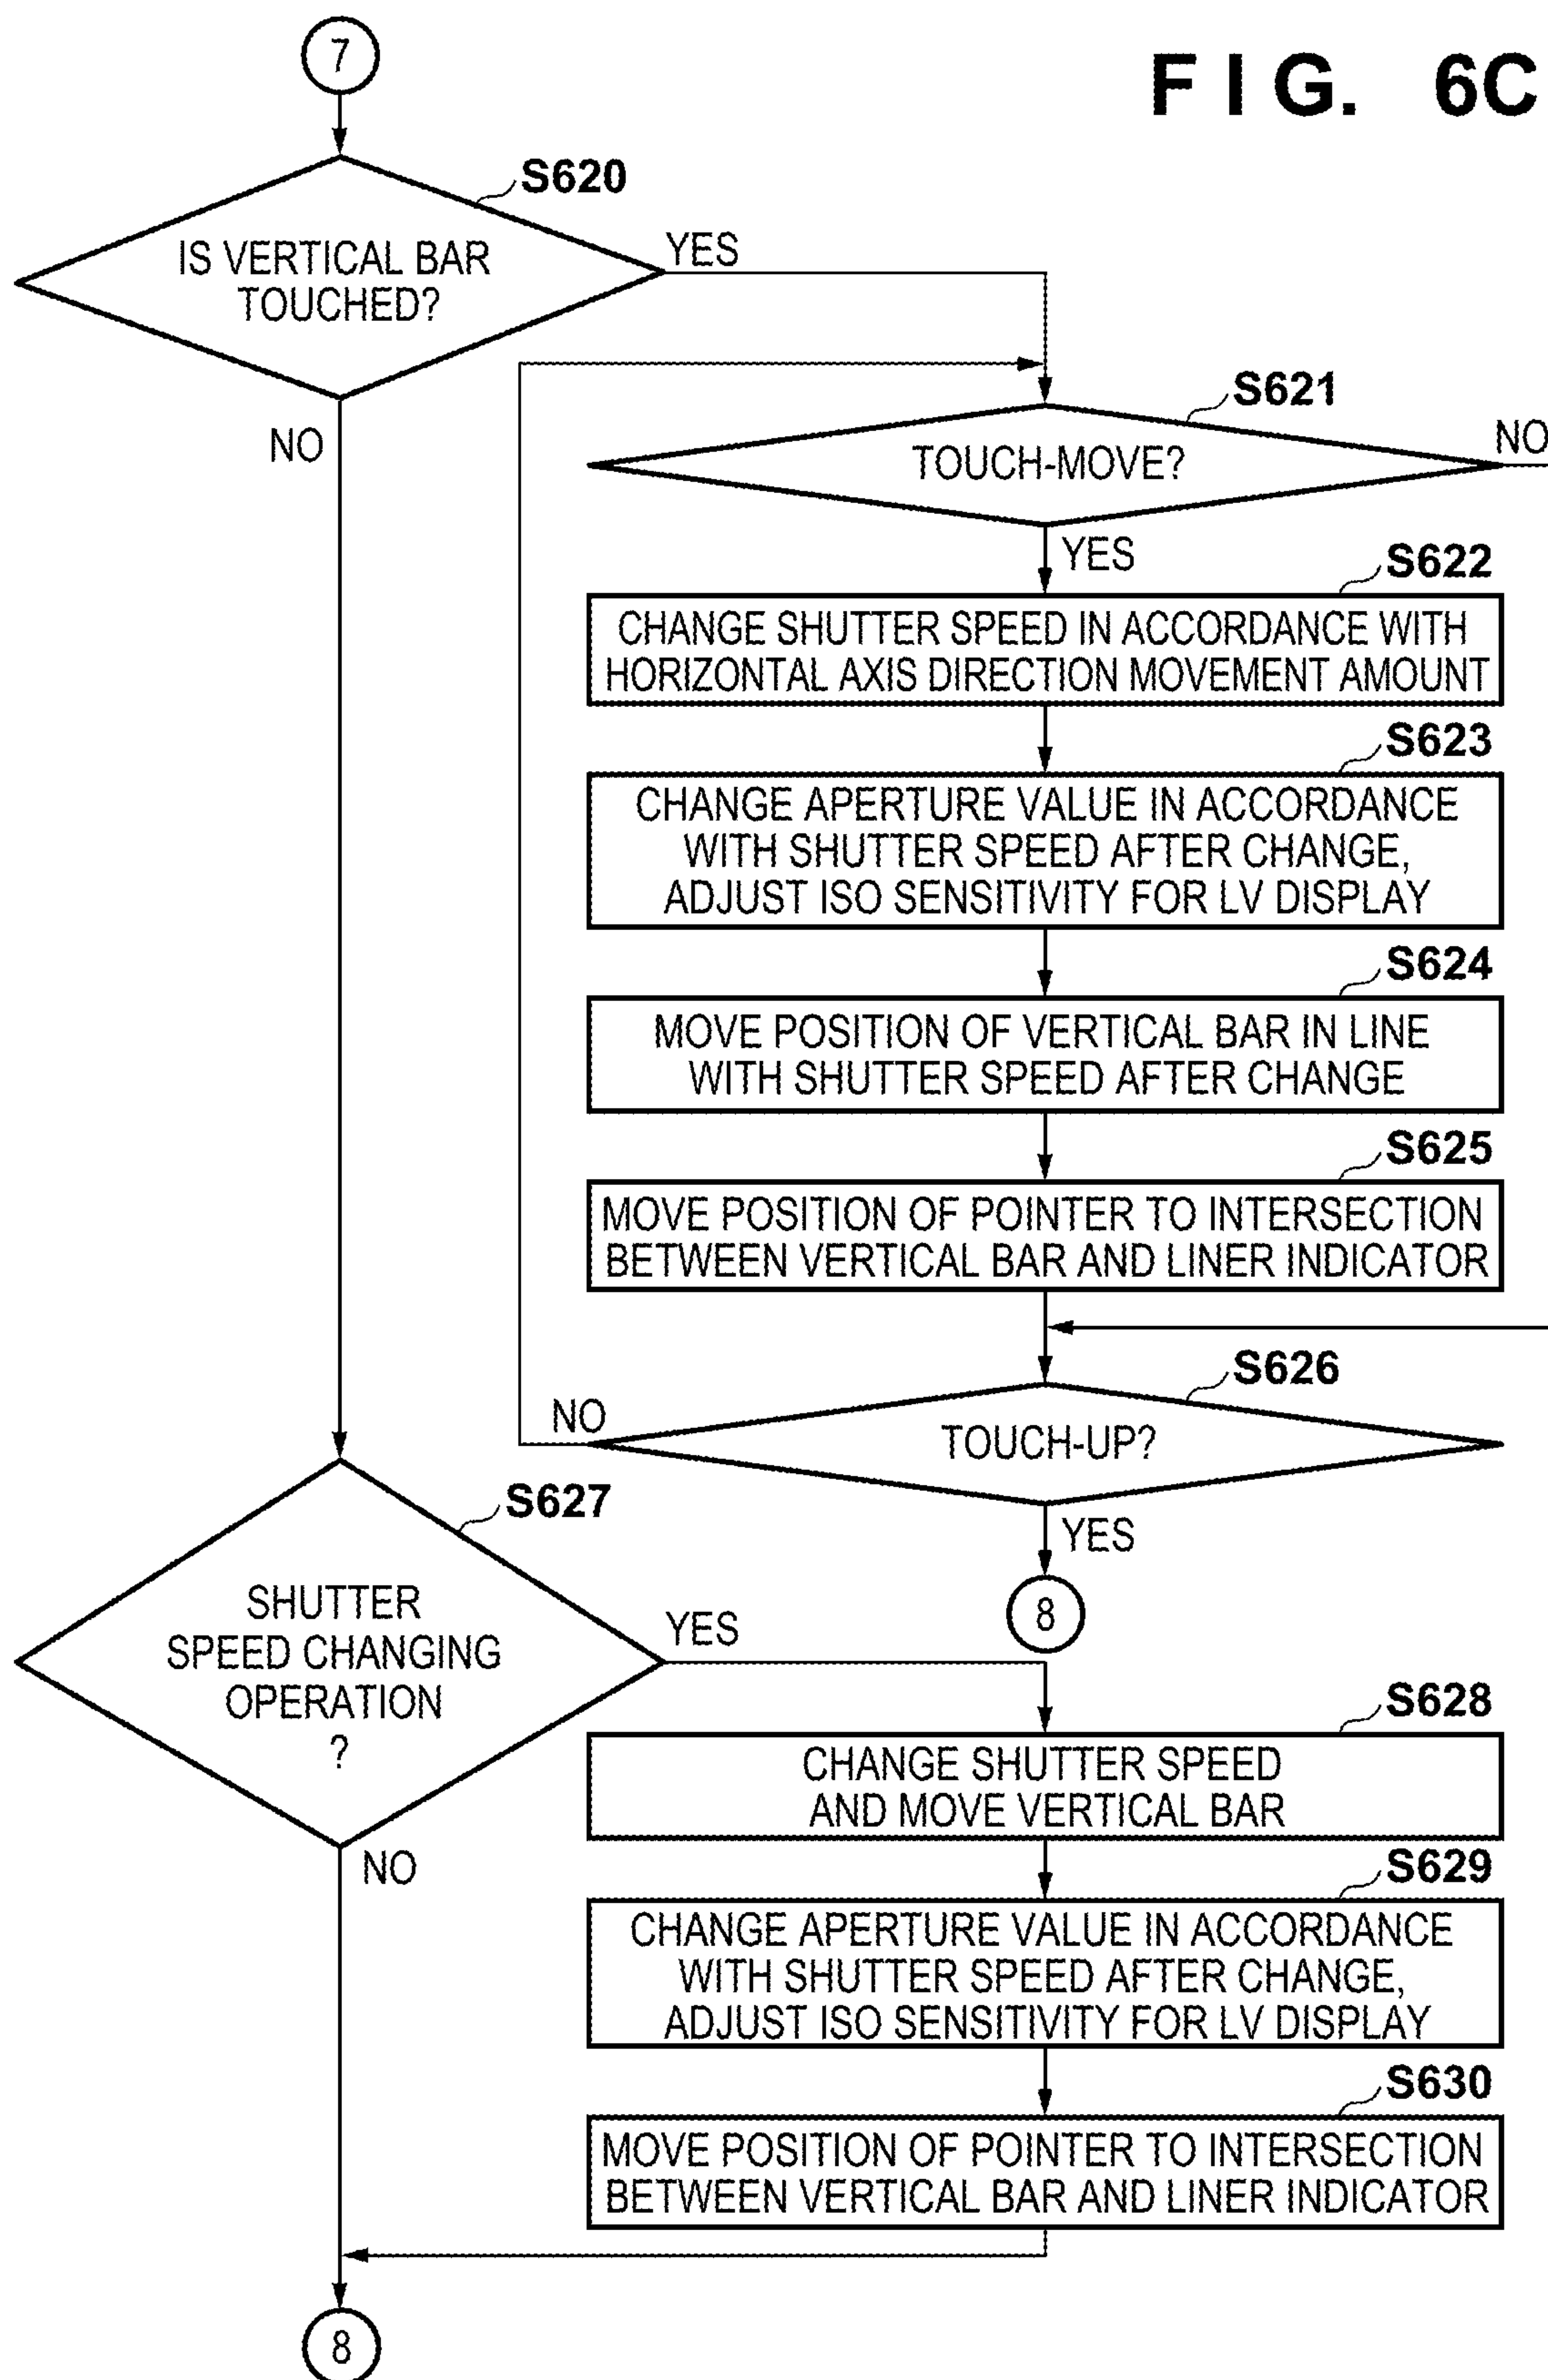 7
FIG. 6C
S620
IS VERTICAL BAR
TOUCHED?
YES
NO
S621
TOUCH-MOVE?
NO
YES
S622
CHANGE SHUTTER SPEED IN ACCORDANCE WITH
HORIZONTAL AXIS DIRECTION MOVEMENT AMOUNT
S623
CHANGE APERTURE VALUE IN ACCORDANCE
WITH SHUTTER SPEED AFTER CHANGE,
ADJUST ISO SENSITIVITY FOR LV DISPLAY
S624
MOVE POSITION OF VERTICAL BAR IN LINE
WITH SHUTTER SPEED AFTER CHANGE
S625
MOVE POSITION OF POINTER TO INTERSECTION
BETWEEN VERTICAL BAR AND LINER INDICATOR
S626
NO
TOUCH-UP?
YES
8
S627
SHUTTER
SPEED CHANGING
OPERATION
?
YES
NO
S628
CHANGE SHUTTER SPEED
AND MOVE VERTICAL BAR
S629
CHANGE APERTURE VALUE IN ACCORDANCE
WITH SHUTTER SPEED AFTER CHANGE,
ADJUST ISO SENSITIVITY FOR LV DISPLAY
S630
MOVE POSITION OF POINTER TO INTERSECTION
BETWEEN VERTICAL BAR AND LINER INDICATOR
8